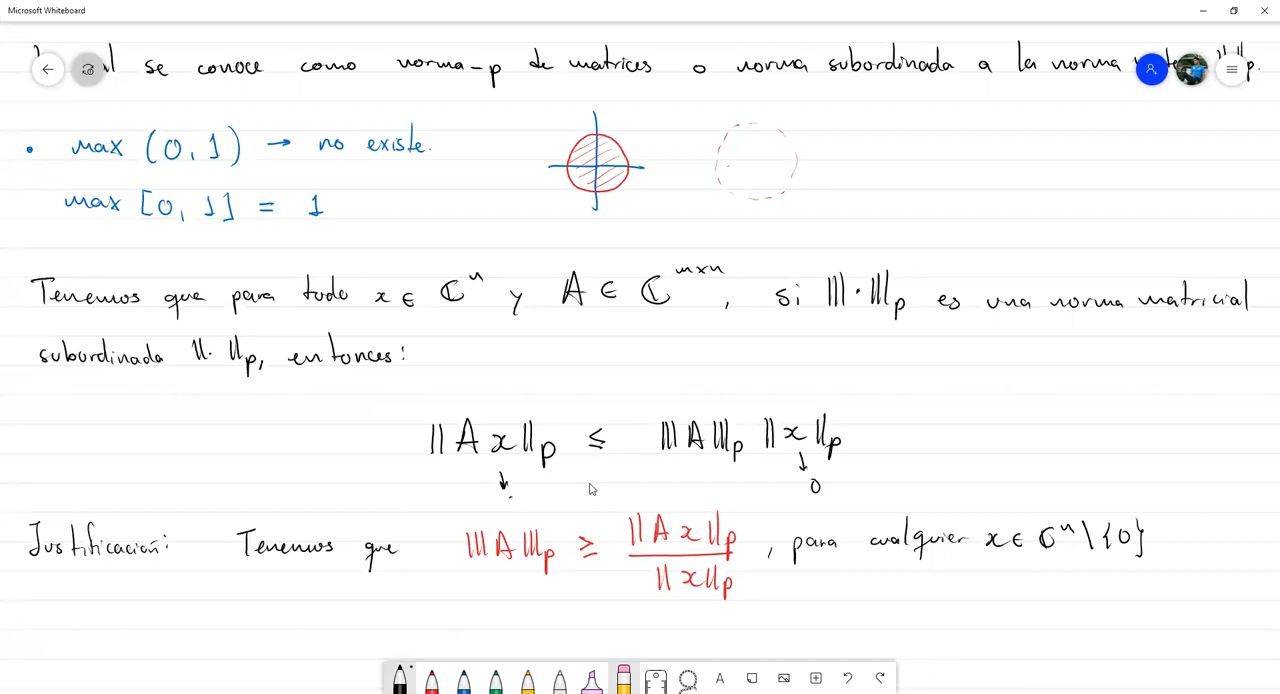 Microsoft Whiteboard
se conoce como norma-p de matrices o norma subordinada a la norma ‖·‖p.
• max (0, 1) → no existe.
max [0, 1] = 1
Tenemos que para todo x ∈ ℂⁿ y A ∈ ℂᵐˣⁿ, si |||·|||p es una norma matricial
subordinada ‖·‖p, entonces:
‖A x‖p ≤ |||A|||p ‖x‖p
↓ ↓
0
Justificación: Tenemos que |||A|||p ≥ ‖A x‖p / ‖x‖p , para cualquier x ∈ ℂⁿ \ {0}
A